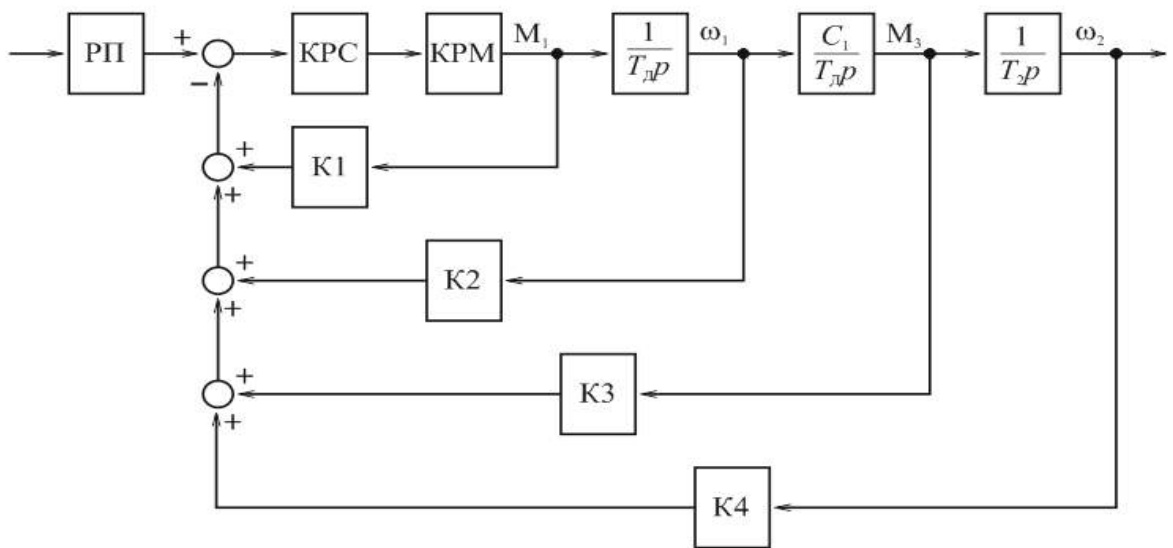 РП
+
−
КРС
КРМ
M₁
1
Tдp
ω₁
C₁
Tдp
M₃
1
T₂p
ω₂
+
К1
+
+
К2
+
+
К3
+
К4